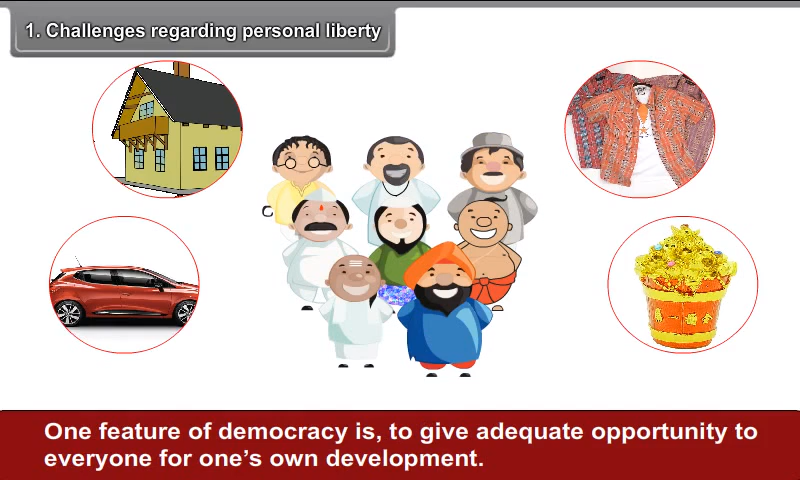 1. Challenges regarding personal liberty
One feature of democracy is, to give adequate opportunity to
everyone for one’s own development.